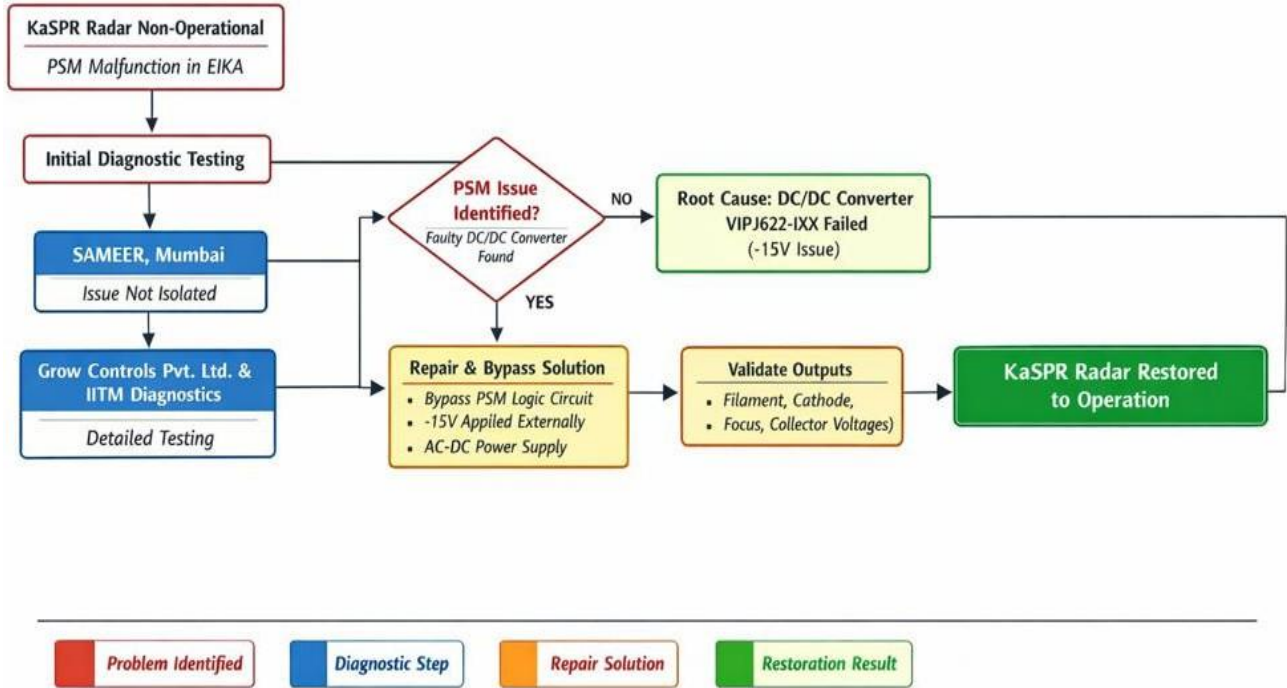 KaSPR Radar Non-Operational
PSM Malfunction in EIKA
Initial Diagnostic Testing
SAMEER, Mumbai
Issue Not Isolated
Grow Controls Pvt. Ltd. &
IITM Diagnostics
Detailed Testing
PSM Issue
Identified?
Faulty DC/DC Converter
Found
NO
YES
Root Cause: DC/DC Converter
VIPJ622-IXX Failed
(-15V Issue)
Repair & Bypass Solution
▪ Bypass PSM Logic Circuit
▪ -15V Appiled Externally
▪ AC-DC Power Supply
Validate Outputs
▪ Filament, Cathode,
▪ Focus, Collector Voltages)
KaSPR Radar Restored
to Operation
Problem Identified
Diagnostic Step
Repair Solution
Restoration Result